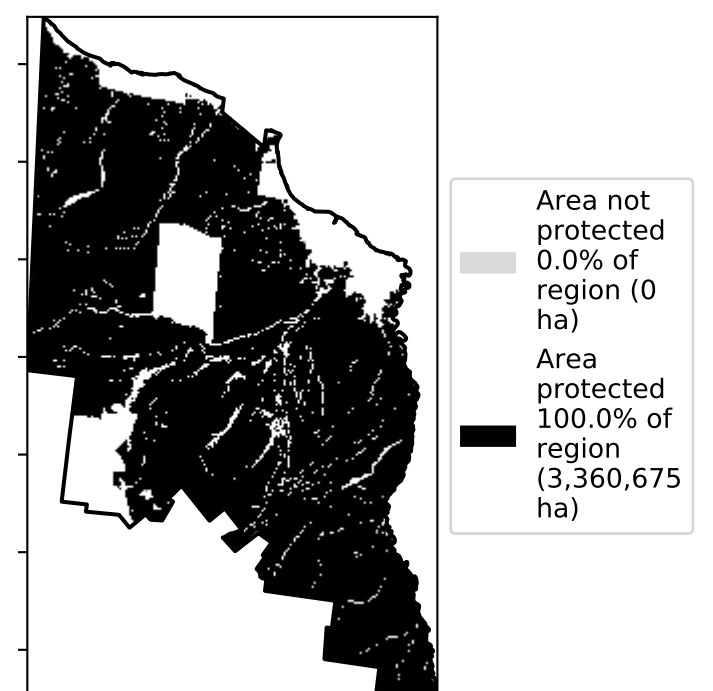 Area not
protected
0.0% of
region (0
ha)
Area
protected
100.0% of
region
(3,360,675
ha)